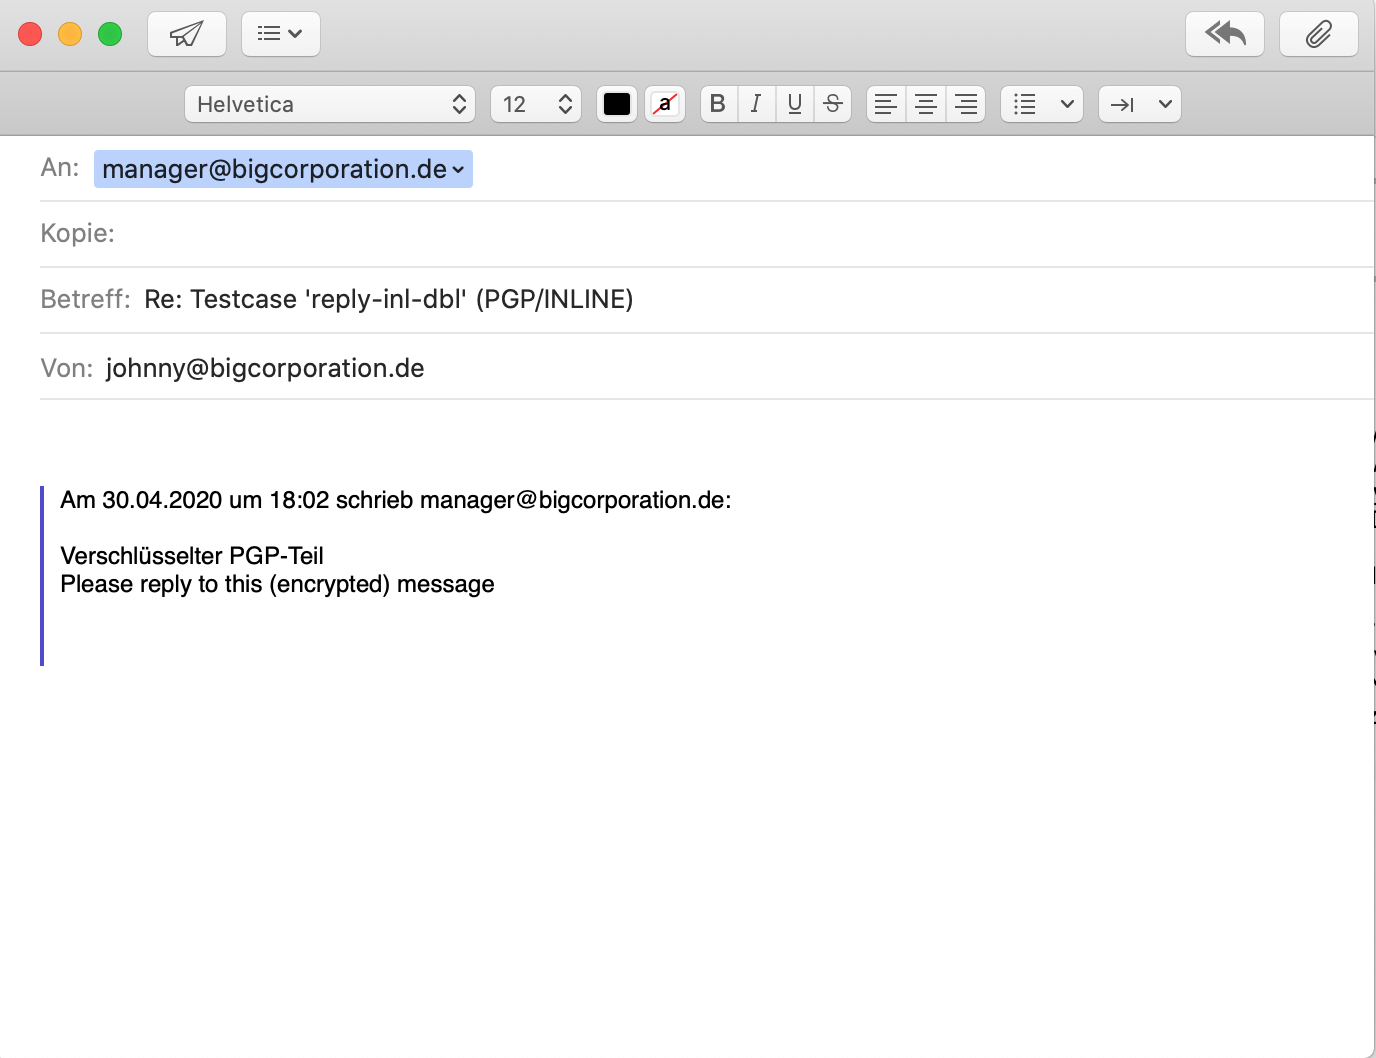 Helvetica 12 a B I U S
An: manager@bigcorporation.de
Kopie:
Betreff: Re: Testcase 'reply-inl-dbl' (PGP/INLINE)
Von: johnny@bigcorporation.de
Am 30.04.2020 um 18:02 schrieb manager@bigcorporation.de:
Verschlüsselter PGP-Teil
Please reply to this (encrypted) message